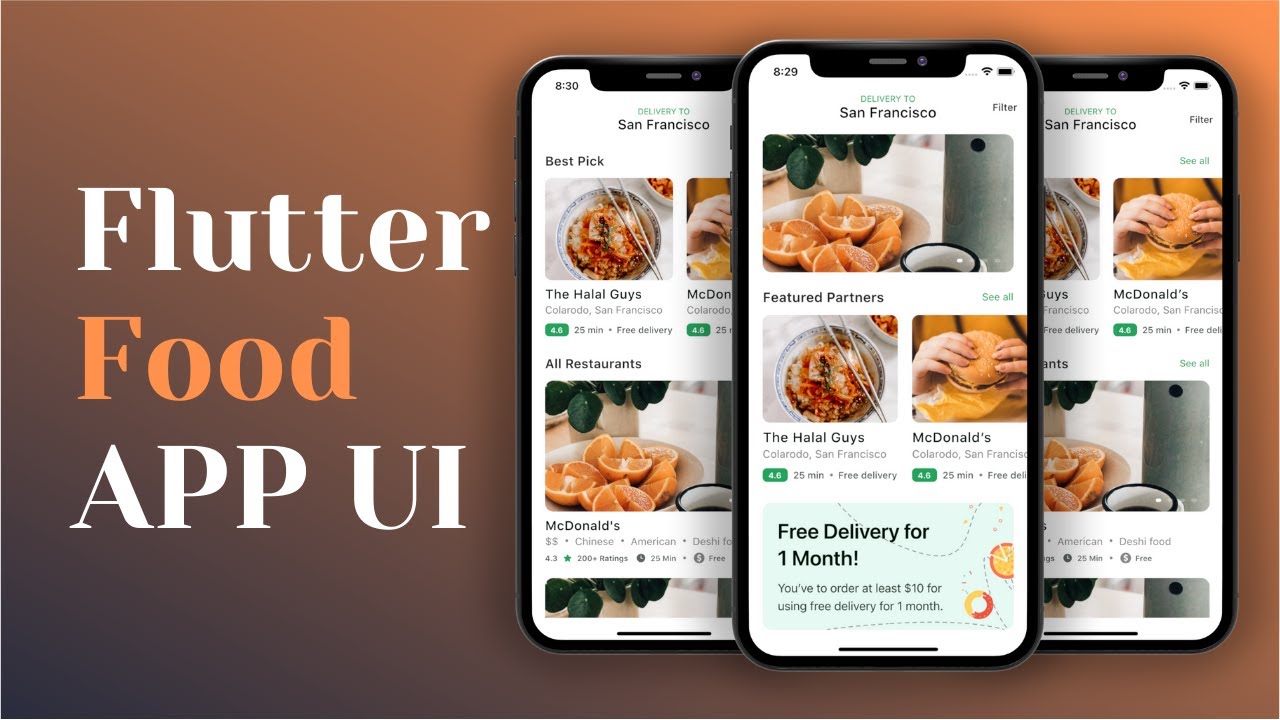 Flutter
Food
APP UI
8:30
DELIVERY TO
San Francisco
Best Pick
The Halal Guys
Colarodo, San Francisco
4.6 25 min • Free delivery
McDon
Colarodo
4.6
All Restaurants
McDonald's
$$ • Chinese • American • Deshi food
4.3 200+ Ratings 25 Min • $ Free
8:29
DELIVERY TO
San Francisco
Filter
Featured Partners
See all
The Halal Guys
Colarodo, San Francisco
4.6 25 min • Free delivery
McDonald’s
Colarodo, San Francisco
4.6 25 min • Free deli
Free Delivery for
1 Month!
You’ve to order at least $10 for
using free delivery for 1 month.
DELIVERY TO
San Francisco
Filter
See all
Guys
ncisco
ee delivery
McDonald’s
Colarodo, San Francisc
4.6 25 min • Free deli
ants
See all
s
• American • Deshi food
ngs 25 Min • $ Free